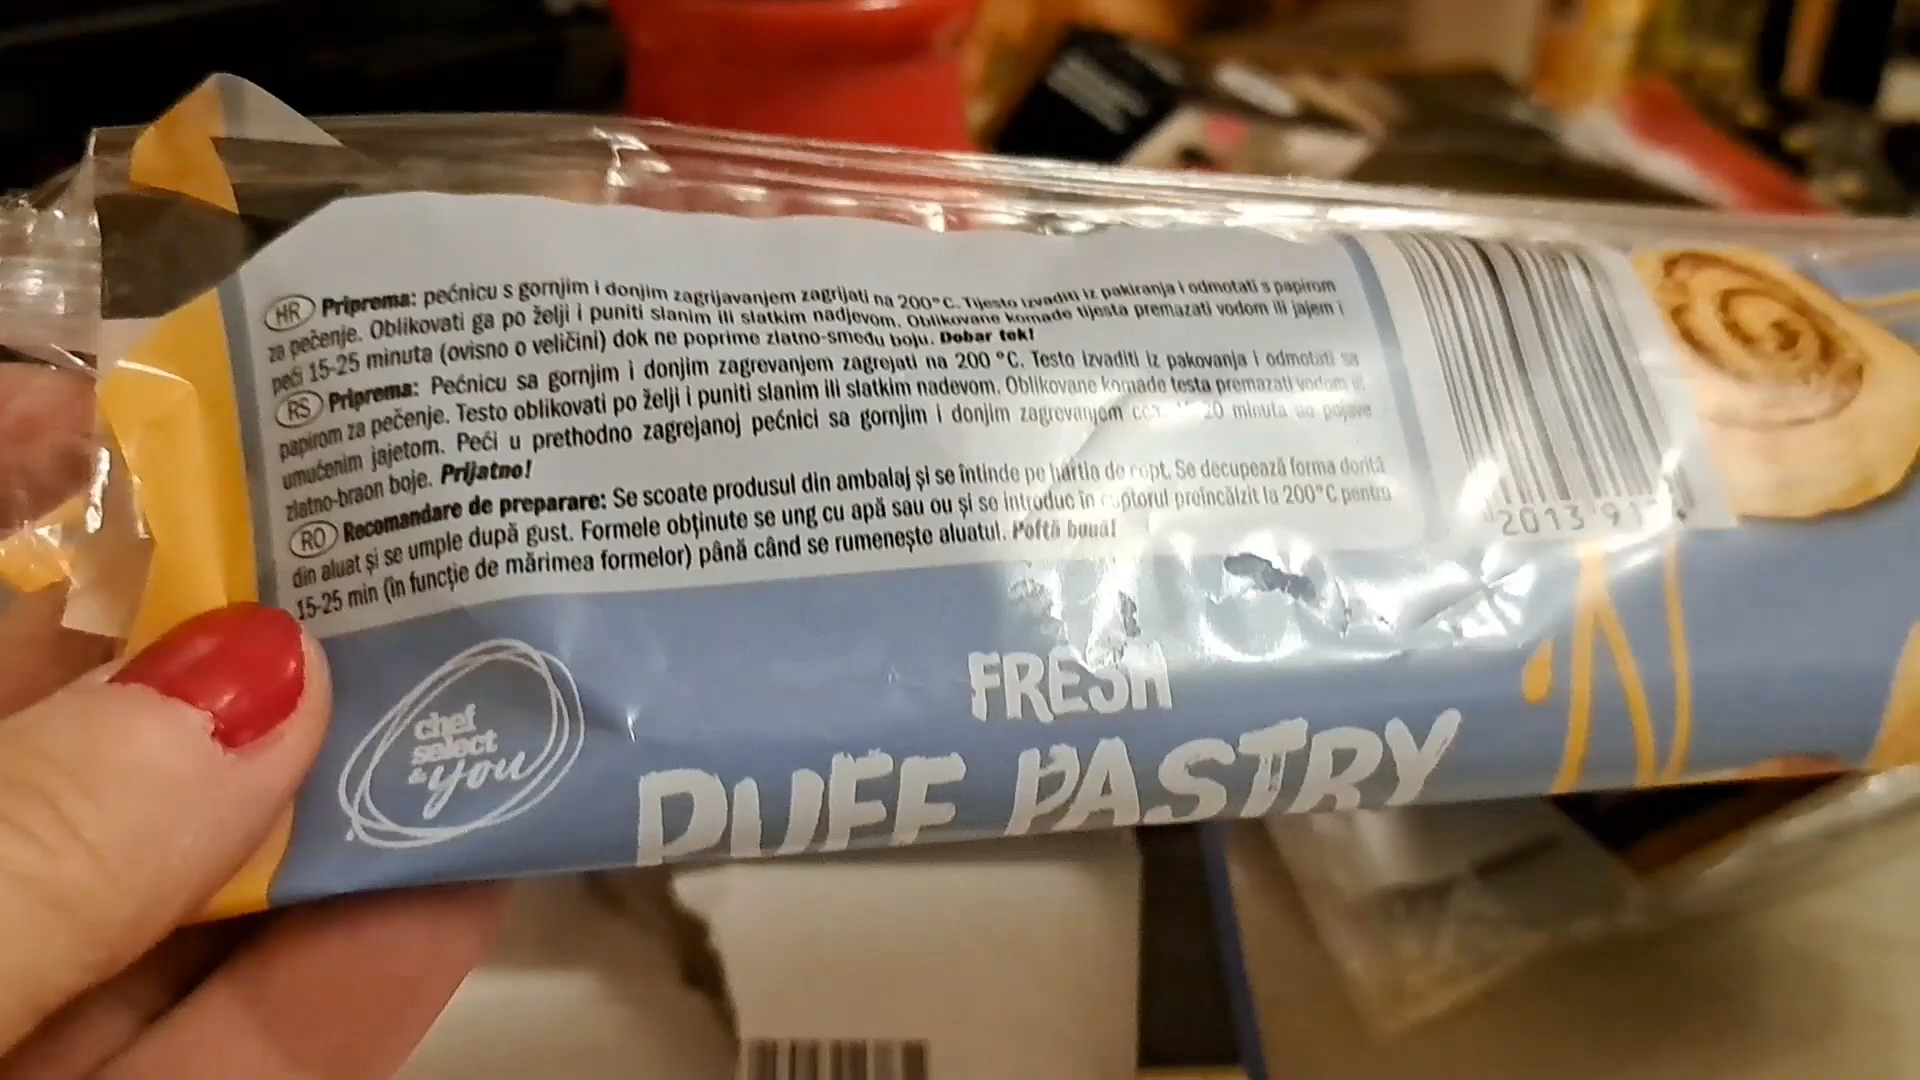 HR Priprema: pećnicu s gornjim i donjim zagrijavanjem zagrijati na 200°C. Tijesto izvaditi iz pakiranja i odmotati s papirom
za pečenje. Oblikovati ga po želji i puniti slanim ili slatkim nadjevom. Oblikovane komade tijesta premazati vodom ili jajem i
peći 15-25 minuta (ovisno o veličini) dok ne poprime zlatno-smeđu boju. Dobar tek!
RS Priprema: Pećnicu sa gornjim i donjim zagrevanjem zagrejati na 200 °C. Testo izvaditi iz pakovanja i odmotati sa
papirom za pečenje. Testo oblikovati po želji i puniti slanim ili slatkim nadevom. Oblikovane komade testa premazati vodom
umućenim jajetom. Peći u prethodno zagrejanoj pećnici sa gornjim i donjim zagrevanjem cca. 20 minuta do pojave
zlatno-braon boje. Prijatno!
RO Recomandare de preparare: Se scoate produsul din ambalaj și se întinde pe hârtia de copt. Se decupează forma dorită
din aluat și se umple după gust. Formele obținute se ung cu apă sau ou și se introduc în cuptorul preîncălzit la 200°C pentru
15-25 min (în funcție de mărimea formelor) până când se rumenește aluatul. Poftă bună!
2013 91
chef
select
& you
FRESH
PUFF PASTRY